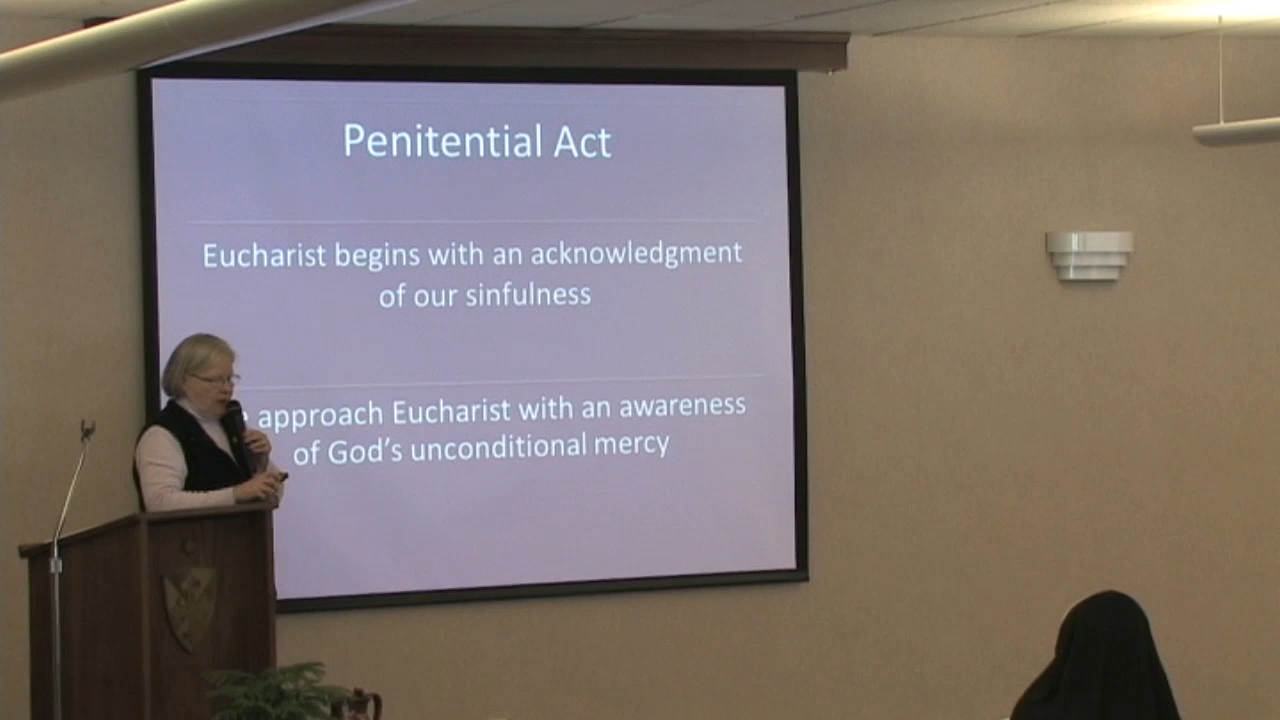 Penitential Act
Eucharist begins with an acknowledgment
of our sinfulness
approach Eucharist with an awareness
of God's unconditional mercy